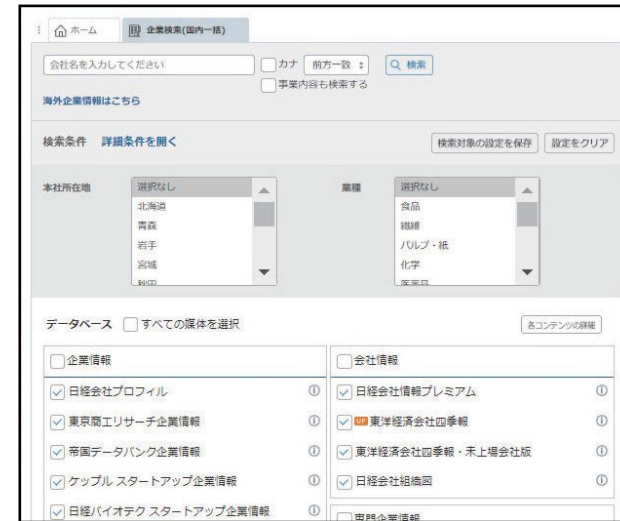 ホーム
企業検索(国内一括)
会社名を入力してください
カナ
前方一致
検索
事業内容も検索する
海外企業情報はこちら
検索条件
詳細条件を開く
検索対象の設定を保存
設定をクリア
本社所在地
選択なし
北海道
青森
岩手
宮城
秋田
業種
選択なし
食品
繊維
パルプ・紙
化学
医薬品
データベース
すべての媒体を選択
各コンテンツの詳細
企業情報
日経会社プロフィル
東京商工リサーチ企業情報
帝国データバンク企業情報
ケップル スタートアップ企業情報
日経バイオテク スタートアップ企業情報
会社情報
日経会社情報プレミアム
UP 東洋経済会社四季報
東洋経済会社四季報・未上場会社版
日経会社組織図
専門企業情報